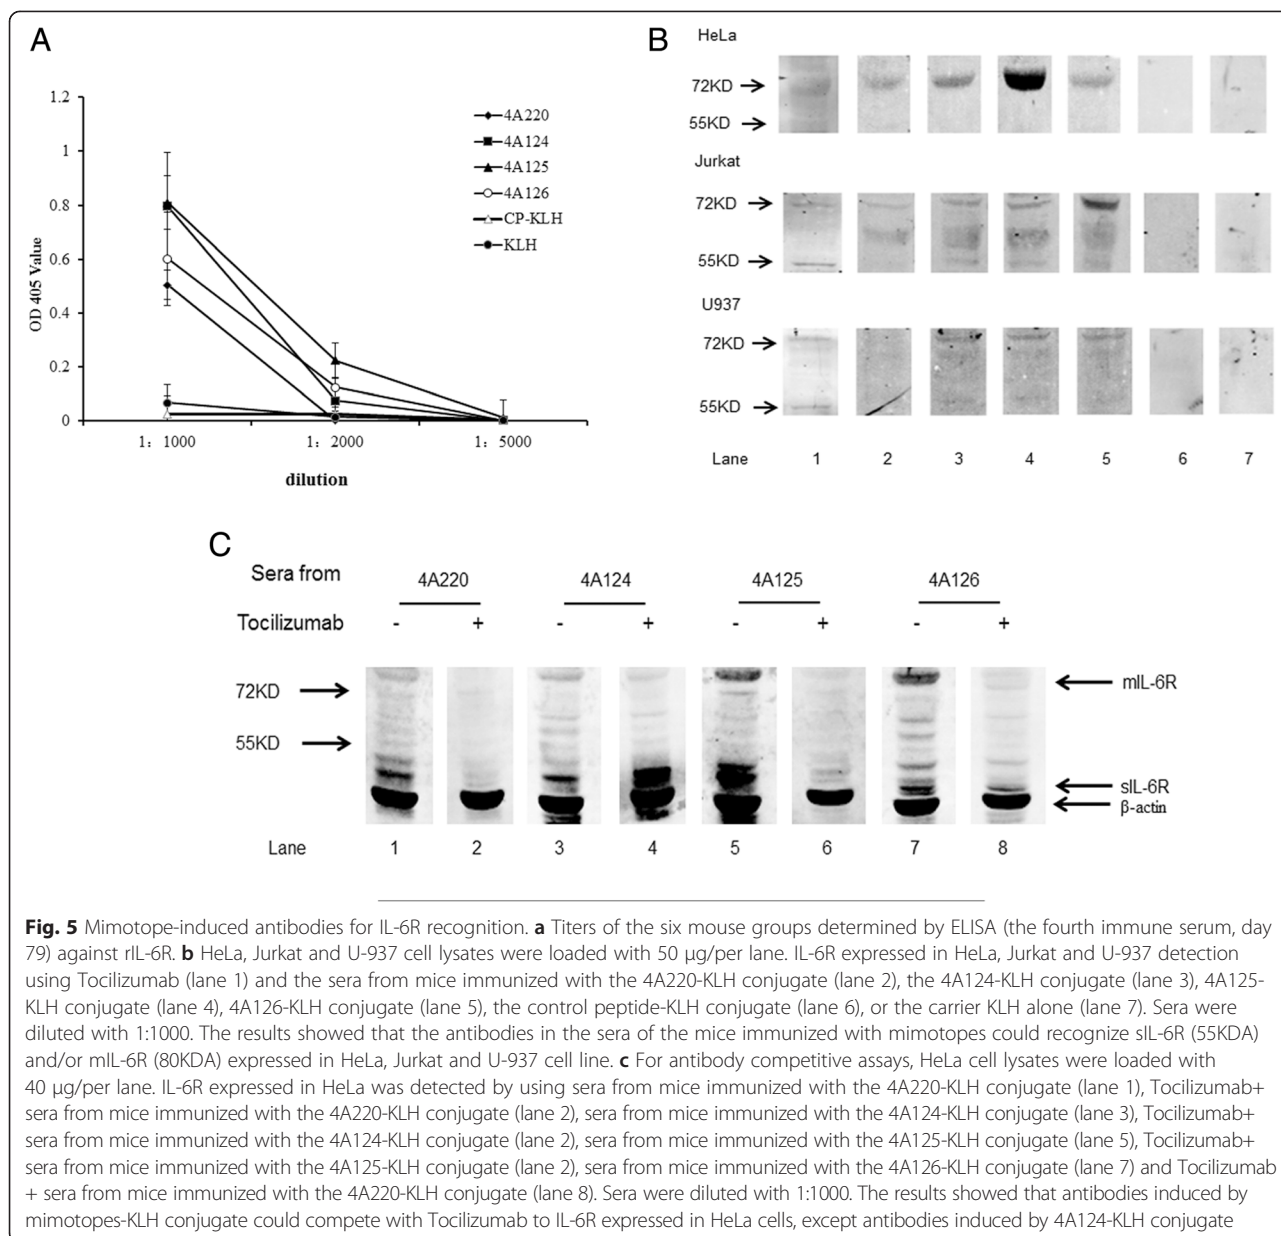 A
1.2
1
0.8
0.6
0.4
0.2
0
OD 405 Value
1: 1000
1: 2000
1: 5000
dilution
4A220
4A124
4A125
4A126
CP-KLH
KLH
B
HeLa
72KD
55KD
Jurkat
72KD
55KD
U937
72KD
55KD
Lane 1 2 3 4 5 6 7
C
Sera from 4A220 4A124 4A125 4A126
Tocilizumab - + - + - + - +
72KD
55KD
mIL-6R
sIL-6R
β-actin
Lane 1 2 3 4 5 6 7 8
Fig. 5 Mimotope-induced antibodies for IL-6R recognition. a Titers of the six mouse groups determined by ELISA (the fourth immune serum, day
79) against rIL-6R. b HeLa, Jurkat and U-937 cell lysates were loaded with 50 μg/per lane. IL-6R expressed in HeLa, Jurkat and U-937 detection
using Tocilizumab (lane 1) and the sera from mice immunized with the 4A220-KLH conjugate (lane 2), the 4A124-KLH conjugate (lane 3), 4A125-
KLH conjugate (lane 4), 4A126-KLH conjugate (lane 5), the control peptide-KLH conjugate (lane 6), or the carrier KLH alone (lane 7). Sera were
diluted with 1:1000. The results showed that the antibodies in the sera of the mice immunized with mimotopes could recognize sIL-6R (55KDA)
and/or mIL-6R (80KDA) expressed in HeLa, Jurkat and U-937 cell line. c For antibody competitive assays, HeLa cell lysates were loaded with
40 μg/per lane. IL-6R expressed in HeLa was detected by using sera from mice immunized with the 4A220-KLH conjugate (lane 1), Tocilizumab+
sera from mice immunized with the 4A220-KLH conjugate (lane 2), sera from mice immunized with the 4A124-KLH conjugate (lane 3), Tocilizumab+
sera from mice immunized with the 4A124-KLH conjugate (lane 2), sera from mice immunized with the 4A125-KLH conjugate (lane 5), Tocilizumab+
sera from mice immunized with the 4A125-KLH conjugate (lane 2), sera from mice immunized with the 4A126-KLH conjugate (lane 7) and Tocilizumab
+ sera from mice immunized with the 4A220-KLH conjugate (lane 8). Sera were diluted with 1:1000. The results showed that antibodies induced by
mimotopes-KLH conjugate could compete with Tocilizumab to IL-6R expressed in HeLa cells, except antibodies induced by 4A124-KLH conjugate